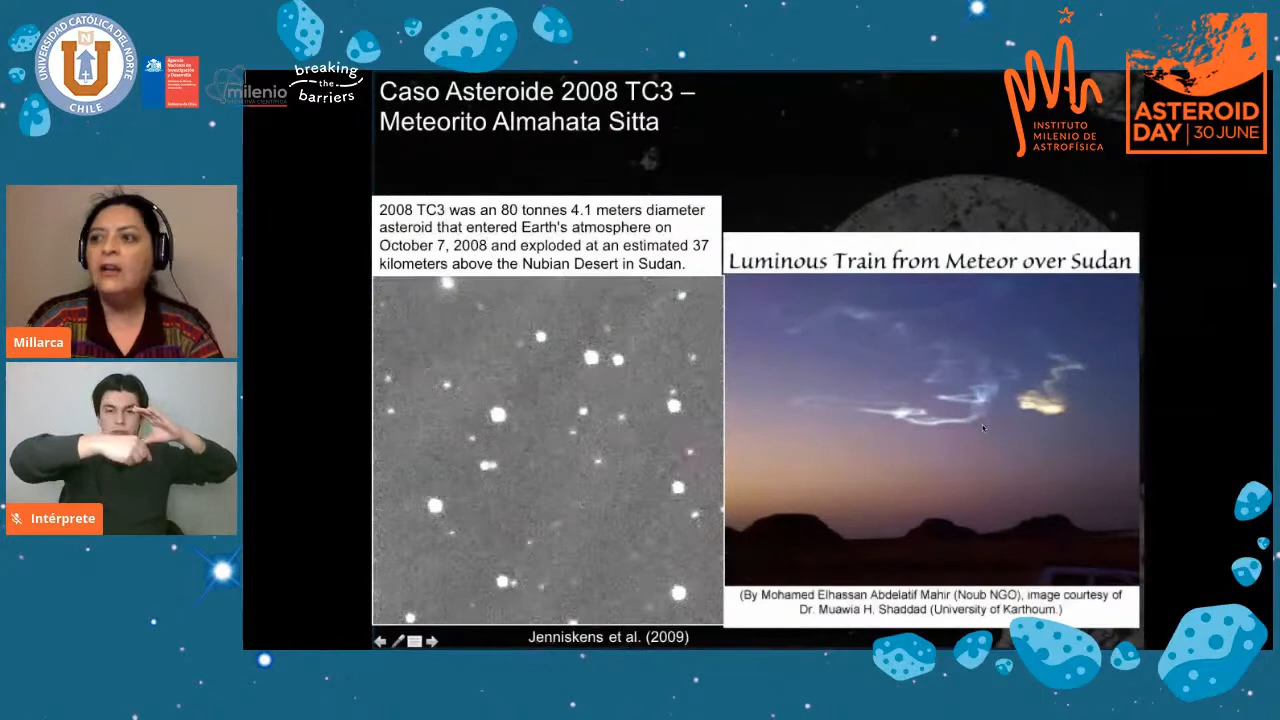 UNIVERSIDAD CATÓLICA DEL NORTE
N
CHILE
milenio
breaking
the
barriers
INSTITUTO
MILENIO DE
ASTROFÍSICA
ASTEROID
DAY | 30 JUNE
Caso Asteroide 2008 TC3 –
Meteorito Almahata Sitta
2008 TC3 was an 80 tonnes 4.1 meters diameter
asteroid that entered Earth's atmosphere on
October 7, 2008 and exploded at an estimated 37
kilometers above the Nubian Desert in Sudan.
Luminous Train from Meteor over Sudan
Millarca
Intérprete
(By Mohamed Elhassan Abdelatif Mahir (Noub NGO), image courtesy of
Dr. Muawia H. Shaddad (University of Karthoum.)
Jenniskens et al. (2009)